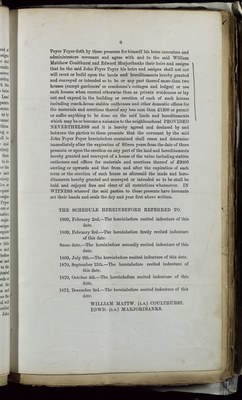 9
Payor Payor-forth by these presents for himself his heirs executors and
administrators covenant and agree with and to the said William
Matthew Coulthurst and Edward Marjoribanks their heirs and assigns
that he the said John Payor Payor his heirs and assigns shall not nor
will erect or build upon the lands and hereditaments hereby granted
and conveyed or intended so to be or any part thereof more than two
houses (except gardeners' or coachmen's cottages and lodges) or use
such houses when erected otherwise than as private residences or lay
out and expend in the building or erection of each of such houses
including coach-houses stables outhouses and other domestic offices for
the materials and erections thereof any less sum than £1500 or permit
or suffer anything to be done on the said lands and hereditaments
which may be or become a nuisance to the neighbourhood PROVIDED
NEVERTHELESS and it is hereby agreed and declared by and
between the parties to these presents that the covenant by the said
John Payor Payor hereinbefore contained shall cease and determine
immediately after the expiration of fifteen years from the date of these
presents or upon the erection on any part of the land and hereditaments
hereby granted and conveyed of a house of the value including stables
outhouses and offices for materials and erections thereof of £2000
sterling or upwards and that from and after the expiration of that
term or the erection of such house as aforesaid the lands and here-
ditaments hereby granted and conveyed or intended so to be shall be
held and enjoyed free and clear of all restrictions whatsoever. IN
WITNESS whereof the said parties to these presents have hereunto
set their hands and seals the day and year first above written.
THE SCHEDULE HEREINBEFORE REFERRED TO.
1869, February 2nd.—The hereinbefore recited indenture of this
date.
1869, February 3rd.—The hereinbefore firstly recited indenture
of this date.
Same date.—The hereinbefore secondly recited indenture of this
date.
1869, July 6th.—The hereinbefore recited indenture of this date.
1870, September 15th.—The hereinbefore recited indenture of
this date.
1870, October 4th.—The hereinbefore recited indenture of this
date.
1872, December 3rd.—The hereinbefore recited indenture of this
date.
WILLIAM MATTW. (L.S.) COULTHURST.
EDWD. (L.S.) MARJORIBANKS.